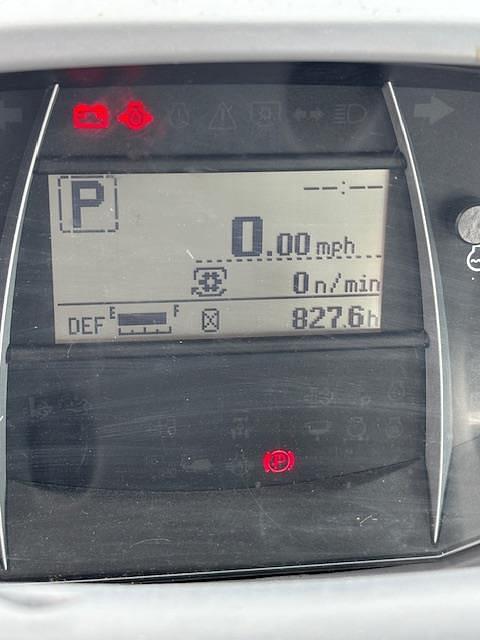 P
--:--
0.00 mph
0 n/min
DEF E F
827.6h
P